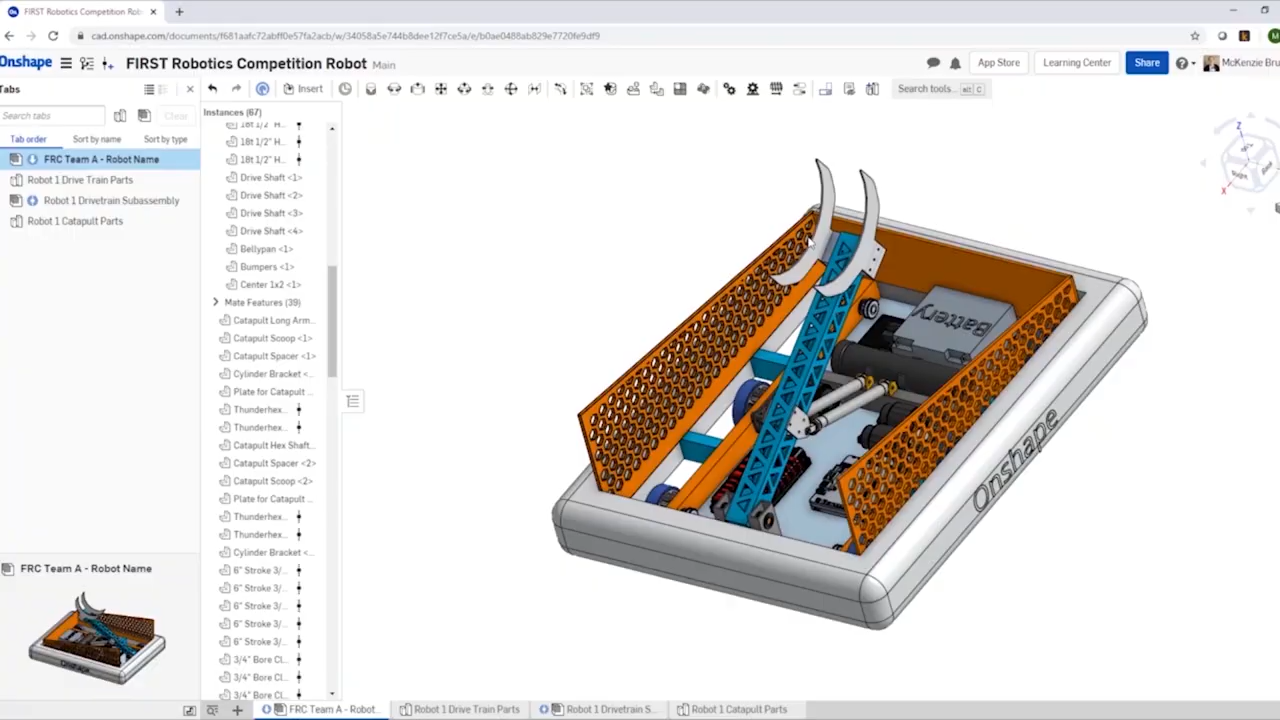 FIRST Robotics Competition Rob
cad.onshape.com/documents/f681aafc72abff0e57fa2acb/w/34058a5e744b8dee12f7ce5a/e/b0ae0488ab829e7720fe9df9
Onshape FIRST Robotics Competition Robot Main App Store Learning Center Share McKenzie Bru
Tabs Insert Search tools... alt C
Search tabs Clear
Tab order Sort by name Sort by type
FRC Team A - Robot Name
Robot 1 Drive Train Parts
Robot 1 Drivetrain Subassembly
Robot 1 Catapult Parts
Instances (67)
18t 1/2" H...
18t 1/2" H...
18t 1/2" H...
Drive Shaft <1>
Drive Shaft <2>
Drive Shaft <3>
Drive Shaft <4>
Bellypan <1>
Bumpers <1>
Center 1x2 <1>
Mate Features (39)
Catapult Long Arm...
Catapult Scoop <1>
Catapult Spacer <1>
Cylinder Bracket <...
Plate for Catapult ...
Thunderhex...
Thunderhex...
Catapult Hex Shaft...
Catapult Spacer <2>
Catapult Scoop <2>
Plate for Catapult ...
Thunderhex...
Thunderhex...
Cylinder Bracket <...
6" Stroke 3/...
6" Stroke 3/...
6" Stroke 3/...
6" Stroke 3/...
6" Stroke 3/...
3/4" Bore Cl...
3/4" Bore Cl...
3/4" Bore Cl...
Z
Right
X
Battery
Onshape
FRC Team A - Robot Name
FRC Team A - Robot... Robot 1 Drive Train Parts Robot 1 Drivetrain S... Robot 1 Catapult Parts